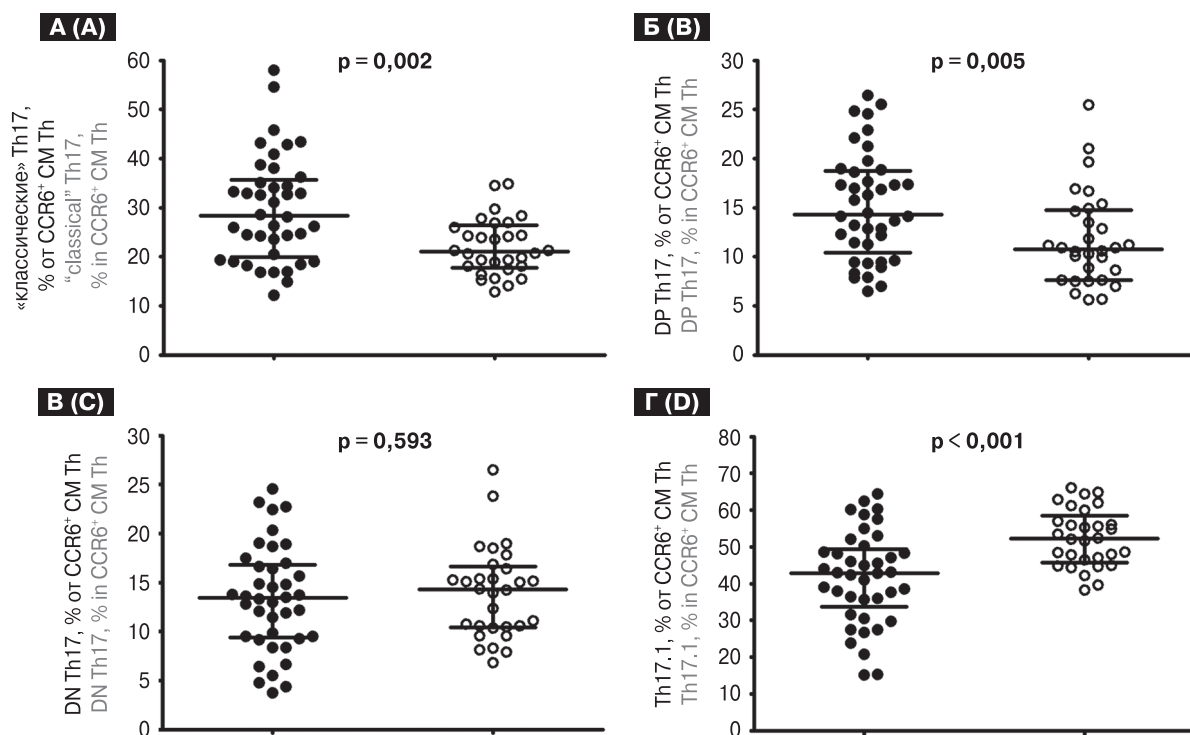 А (A)
«классические» Th17,
% от CCR6⁺ CM Th
“classical” Th17,
% in CCR6⁺ CM Th
60
50
40
30
20
10
0
p = 0,002
Б (B)
DP Th17, % от CCR6⁺ CM Th
DP Th17, % in CCR6⁺ CM Th
30
25
20
15
10
5
0
p = 0,005
В (C)
DN Th17, % от CCR6⁺ CM Th
DN Th17, % in CCR6⁺ CM Th
30
25
20
15
10
5
0
p = 0,593
Г (D)
Th17.1, % от CCR6⁺ CM Th
Th17.1, % in CCR6⁺ CM Th
80
70
60
50
40
30
20
10
0
p < 0,001